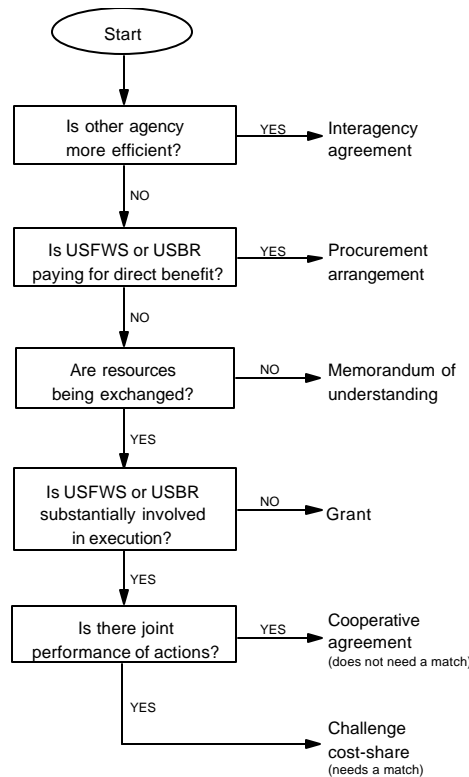 Start
Is other agency
more efficient?
YES
Interagency
agreement
NO
Is USFWS or USBR
paying for direct benefit?
YES
Procurement
arrangement
NO
Are resources
being exchanged?
NO
Memorandum of
understanding
YES
Is USFWS or USBR
substantially involved
in execution?
NO
Grant
YES
Is there joint
performance of actions?
YES
Cooperative
agreement
(does not need a match)
YES
Challenge
cost-share
(needs a match)